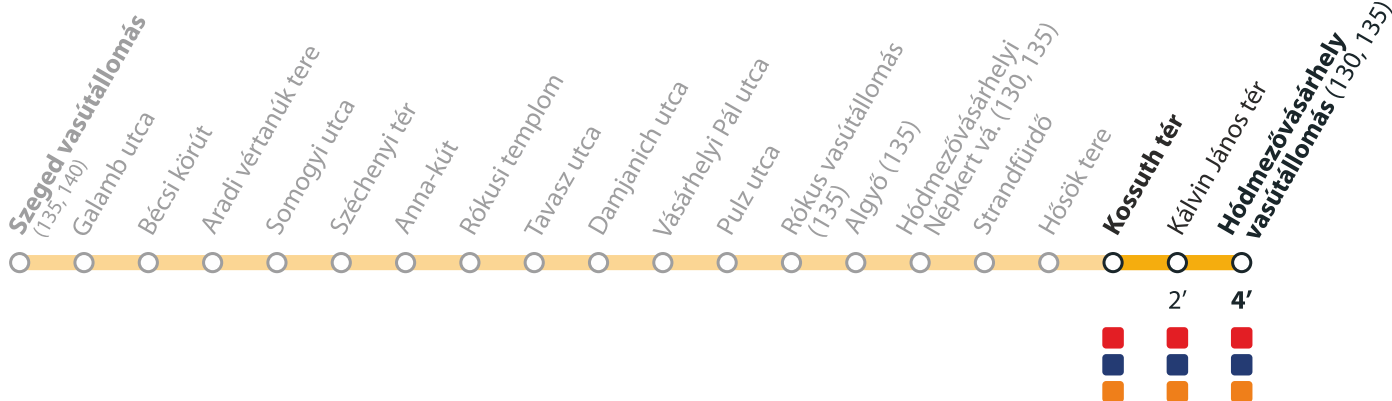 Szeged vasútállomás
(135, 140)
Galamb utca
Bécsi körút
Aradi vértanúk tere
Somogyi utca
Széchenyi tér
Anna-kút
Rókusi templom
Tavasz utca
Damjanich utca
Vásárhelyi Pál utca
Pulz utca
Rókus vasútállomás
(135)
Algyő (135)
Hódmezővásárhelyi
Népkert vá. (130, 135)
Strandfürdő
Hősök tere
Kossuth tér
Kálvin János tér
Hódmezővásárhely
vasútállomás (130, 135)
2’
4’